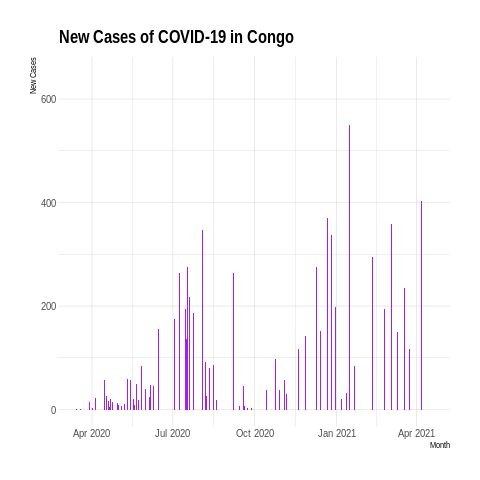 New Cases of COVID-19 in Congo
New Cases
600
400
200
0
Apr 2020
Jul 2020
Oct 2020
Jan 2021
Apr 2021
Month